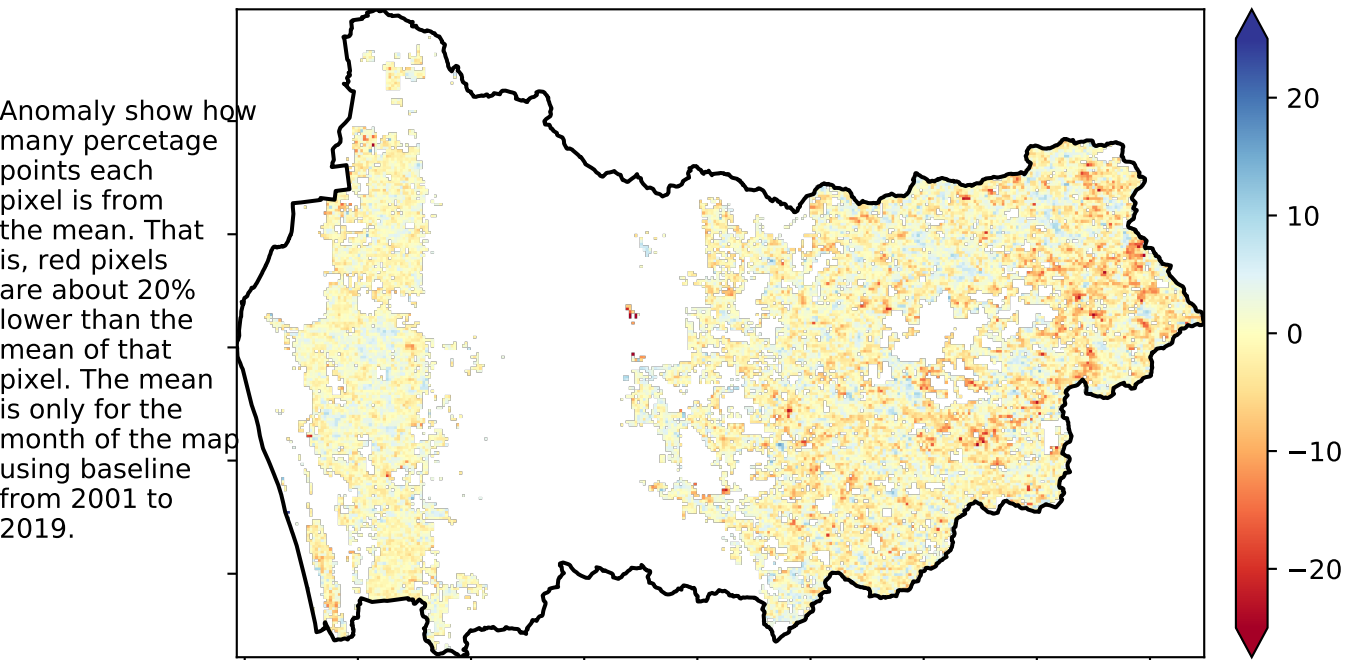 Anomaly show how
many percetage
points each
pixel is from
the mean. That
is, red pixels
are about 20%
lower than the
mean of that
pixel. The mean
is only for the
month of the map
using baseline
from 2001 to
2019.
20
10
0
−10
−20